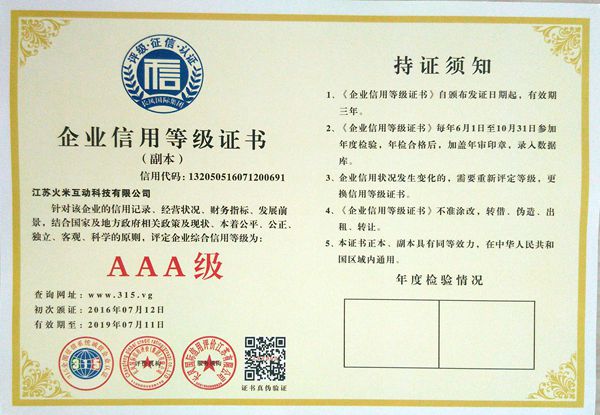 评级·征信·认证
信
长风国际集团
企业信用等级证书
（副本）
信用代码：132050516071200691
江苏火米互动科技有限公司
针对该企业的信用记录、经营状况、财务指标、发展前
景，结合国家及地方政府相关政策及现状、本着公平、公正、
独立、客观、科学的原则，评定企业综合信用等级为：
AAA级
查询网址：www.315.vg
初次颁证：2016年07月12日
有效期至：2019年07月11日
评审机构
证书真伪验证
持证须知
1、《企业信用等级证书》自颁布发证日期起，有效期
三年。
2、《企业信用等级证书》每年6月1日至10月31日参加
年度检验，年检合格后，加盖年审印章，录入数据
库。
3、企业信用状况发生变化的，需要重新评定等级，更
换信用等级证书。
4、《企业信用等级证书》不准涂改，转借、伪造、出
租、转让。
5、本证书正本、副本具有同等效力，在中华人民共和
国区域内通用。
年度检验情况